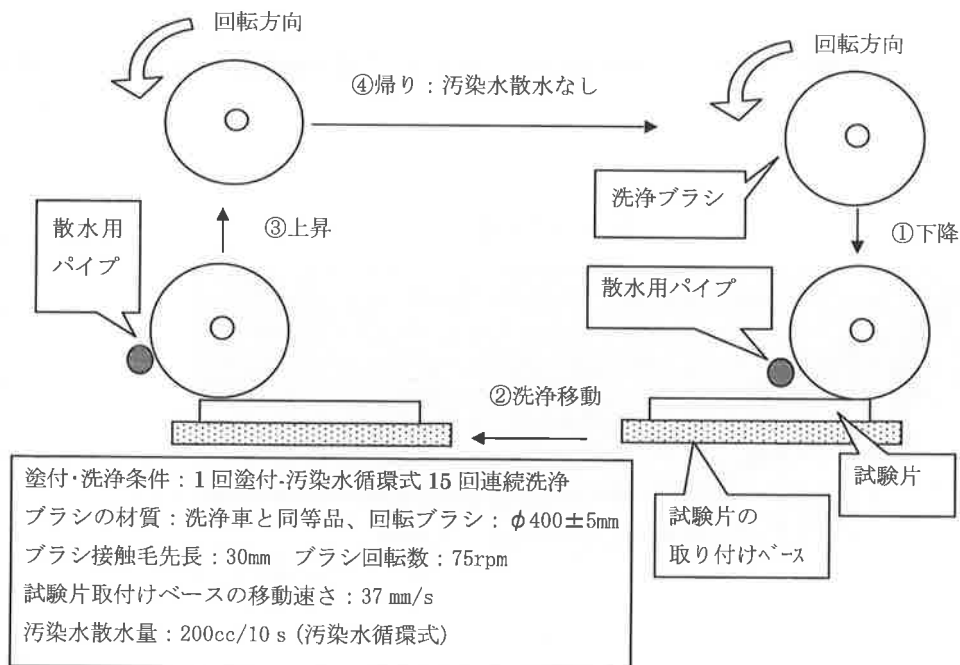 回転方向
回転方向
④帰り：汚染水散水なし
洗浄ブラシ
散水用
パイプ
③上昇
①下降
散水用パイプ
②洗浄移動
試験片
試験片の
取り付けﾍﾞｰｽ
塗付･洗浄条件：1 回塗付-汚染水循環式 15 回連続洗浄
ブラシの材質：洗浄車と同等品、回転ブラシ：φ400±5mm
ブラシ接触毛先長：30mm　ブラシ回転数：75rpm
試験片取付けベースの移動速さ：37 mm/s
汚染水散水量：200cc/10 s (汚染水循環式)